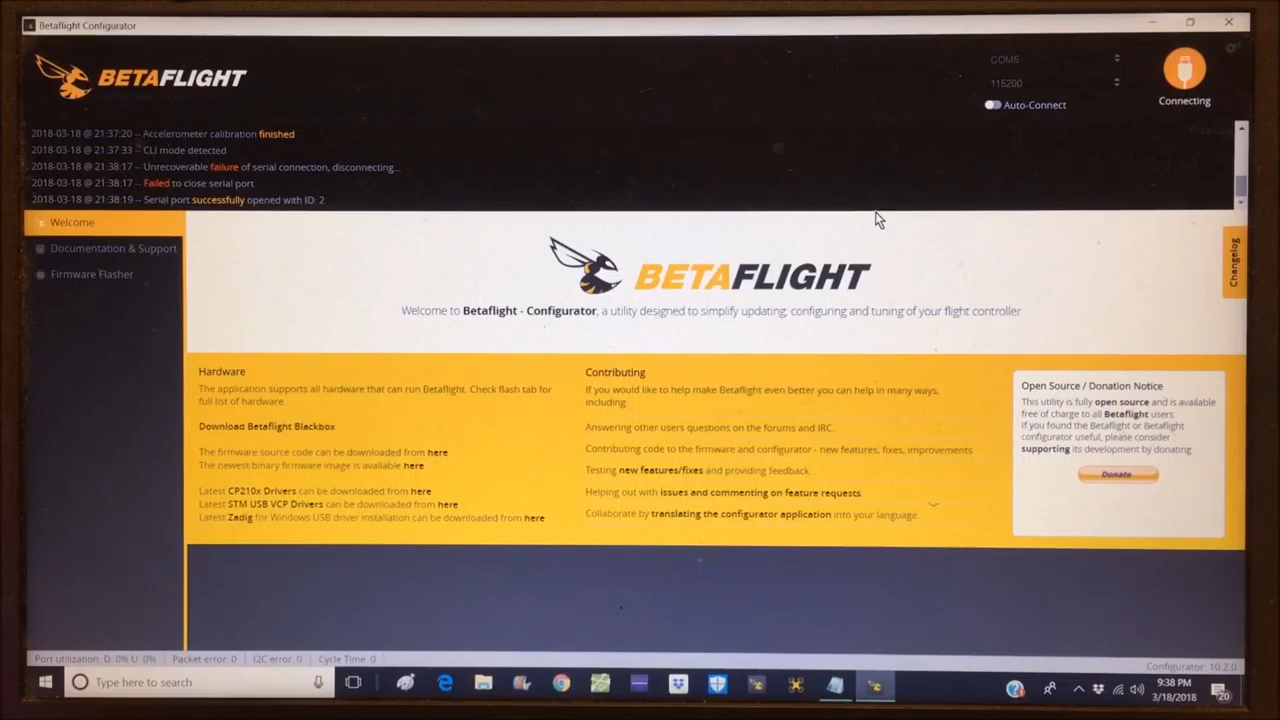 Betaflight Configurator
BETAFLIGHT
COM5
115200
Auto-Connect
Connecting
2018-03-18 @ 21:37:20 -- Accelerometer calibration finished
2018-03-18 @ 21:37:33 -- CLI mode detected
2018-03-18 @ 21:38:17 -- Unrecoverable failure of serial connection, disconnecting...
2018-03-18 @ 21:38:17 -- Failed to close serial port
2018-03-18 @ 21:38:19 -- Serial port successfully opened with ID: 2
Welcome
Documentation & Support
Firmware Flasher
Changelog
BETAFLIGHT
Welcome to Betaflight - Configurator, a utility designed to simplify updating, configuring and tuning of your flight controller
Hardware
The application supports all hardware that can run Betaflight. Check flash tab for
full list of hardware.
Download Betaflight Blackbox
The firmware source code can be downloaded from here
The newest binary firmware image is available here
Latest CP210x Drivers can be downloaded from here
Latest STM USB VCP Drivers can be downloaded from here
Latest Zadig for Windows USB driver installation can be downloaded from here
Contributing
If you would like to help make Betaflight even better you can help in many ways,
including:
Answering other users questions on the forums and IRC.
Contributing code to the firmware and configurator - new features, fixes, improvements
Testing new features/fixes and providing feedback.
Helping out with issues and commenting on feature requests.
Collaborate by translating the configurator application into your language.
Open Source / Donation Notice
This utility is fully open source and is available
free of charge to all Betaflight users.
If you found the Betaflight or Betaflight
configurator useful, please consider
supporting its development by donating.
Donate
Port utilization: D: 0% U: 0%
Packet error: 0
I2C error: 0
Cycle Time: 0
Configurator: 10.2.0
Type here to search
9:38 PM
3/18/2018
20